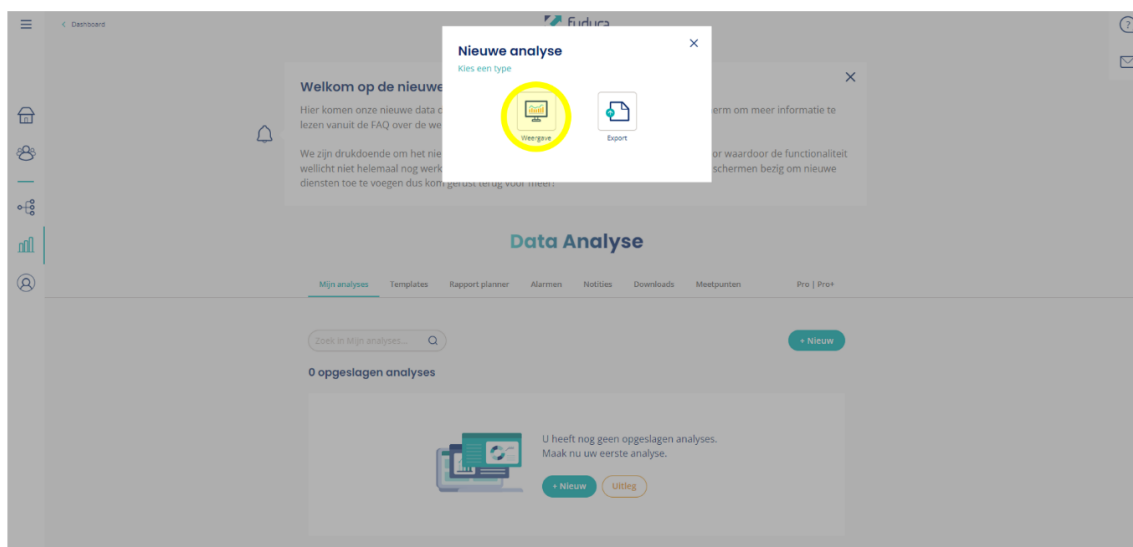 Dashboard
Fudura
Nieuwe analyse
Kies een type
Weergave
Export
Welkom op de nieuwe
Hier komen onze nieuwe data erm om meer informatie te
lezen vanuit de FAQ over de we
We zijn drukdoende om het nie or waardoor de functionaliteit
wellicht niet helemaal nog werk schermen bezig om nieuwe
diensten toe te voegen dus kom gerust terug voor meer!
Data Analyse
Mijn analyses Templates Rapport planner Alarmen Notities Downloads Meetpunten Pro | Pro+
Zoek in Mijn analyses...
+ Nieuw
0 opgeslagen analyses
U heeft nog geen opgeslagen analyses.
Maak nu uw eerste analyse.
+ Nieuw Uitleg